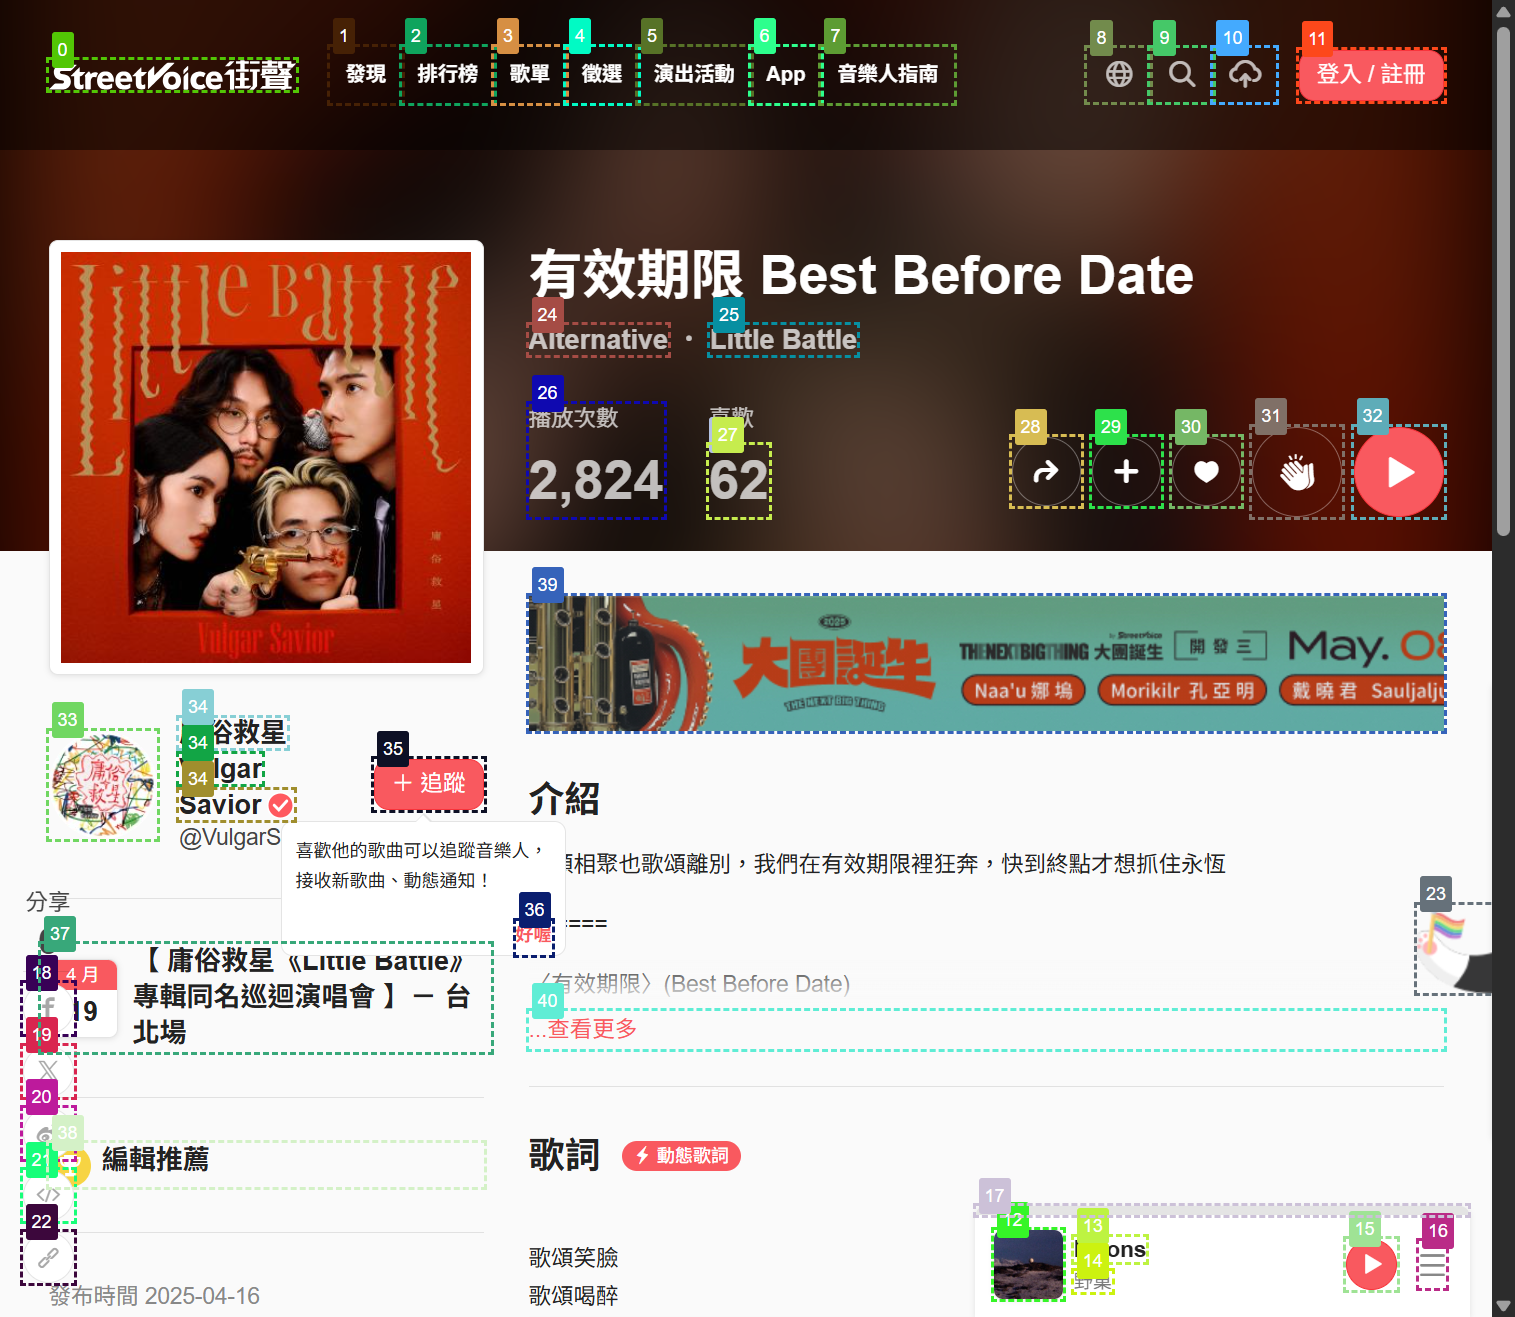 StreetVoice街聲
發現
排行榜
歌單
徵選
演出活動
App
音樂人指南
登入 / 註冊
0
1
2
3
4
5
6
7
8
9
10
11
Little Battle
庸俗救星
Vulgar Savior
有效期限 Best Before Date
24
25
Alternative · Little Battle
26
播放次數
喜歡
27
2,824
62
28
29
30
31
32
39
2025
大團誕生
THE NEXT BIG THING
by StreetVoice
THE NEXT BIG THING 大團誕生
開發三
May. 08
Naa'u 娜塢
Morikilr 孔亞明
戴曉君 Sauljalju
33
34
俗救星
34
lgar
34
Savior
@VulgarS
35
＋ 追蹤
喜歡他的歌曲可以追蹤音樂人，
接收新歌曲、動態通知！
36
好喔
介紹
相聚也歌頌離別，我們在有效期限裡狂奔，快到終點才想抓住永恆
===
〈有效期限〉(Best Before Date)
40
...查看更多
23
分享
37
18
4 月
19
【 庸俗救星《Little Battle》
專輯同名巡迴演唱會 】－ 台
北場
19
20
38
編輯推薦
21
22
發布時間 2025-04-16
歌詞
動態歌詞
歌頌笑臉
歌頌喝醉
17
12
13
ons
14
野菓
15
16